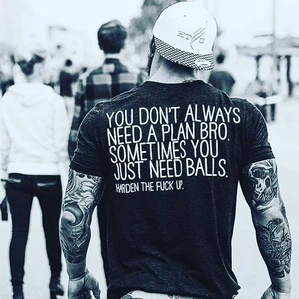 YOU DON'T ALWAYS
NEED A PLAN BRO.
SOMETIMES YOU
JUST NEED BALLS.
HARDEN THE FUCK UP.